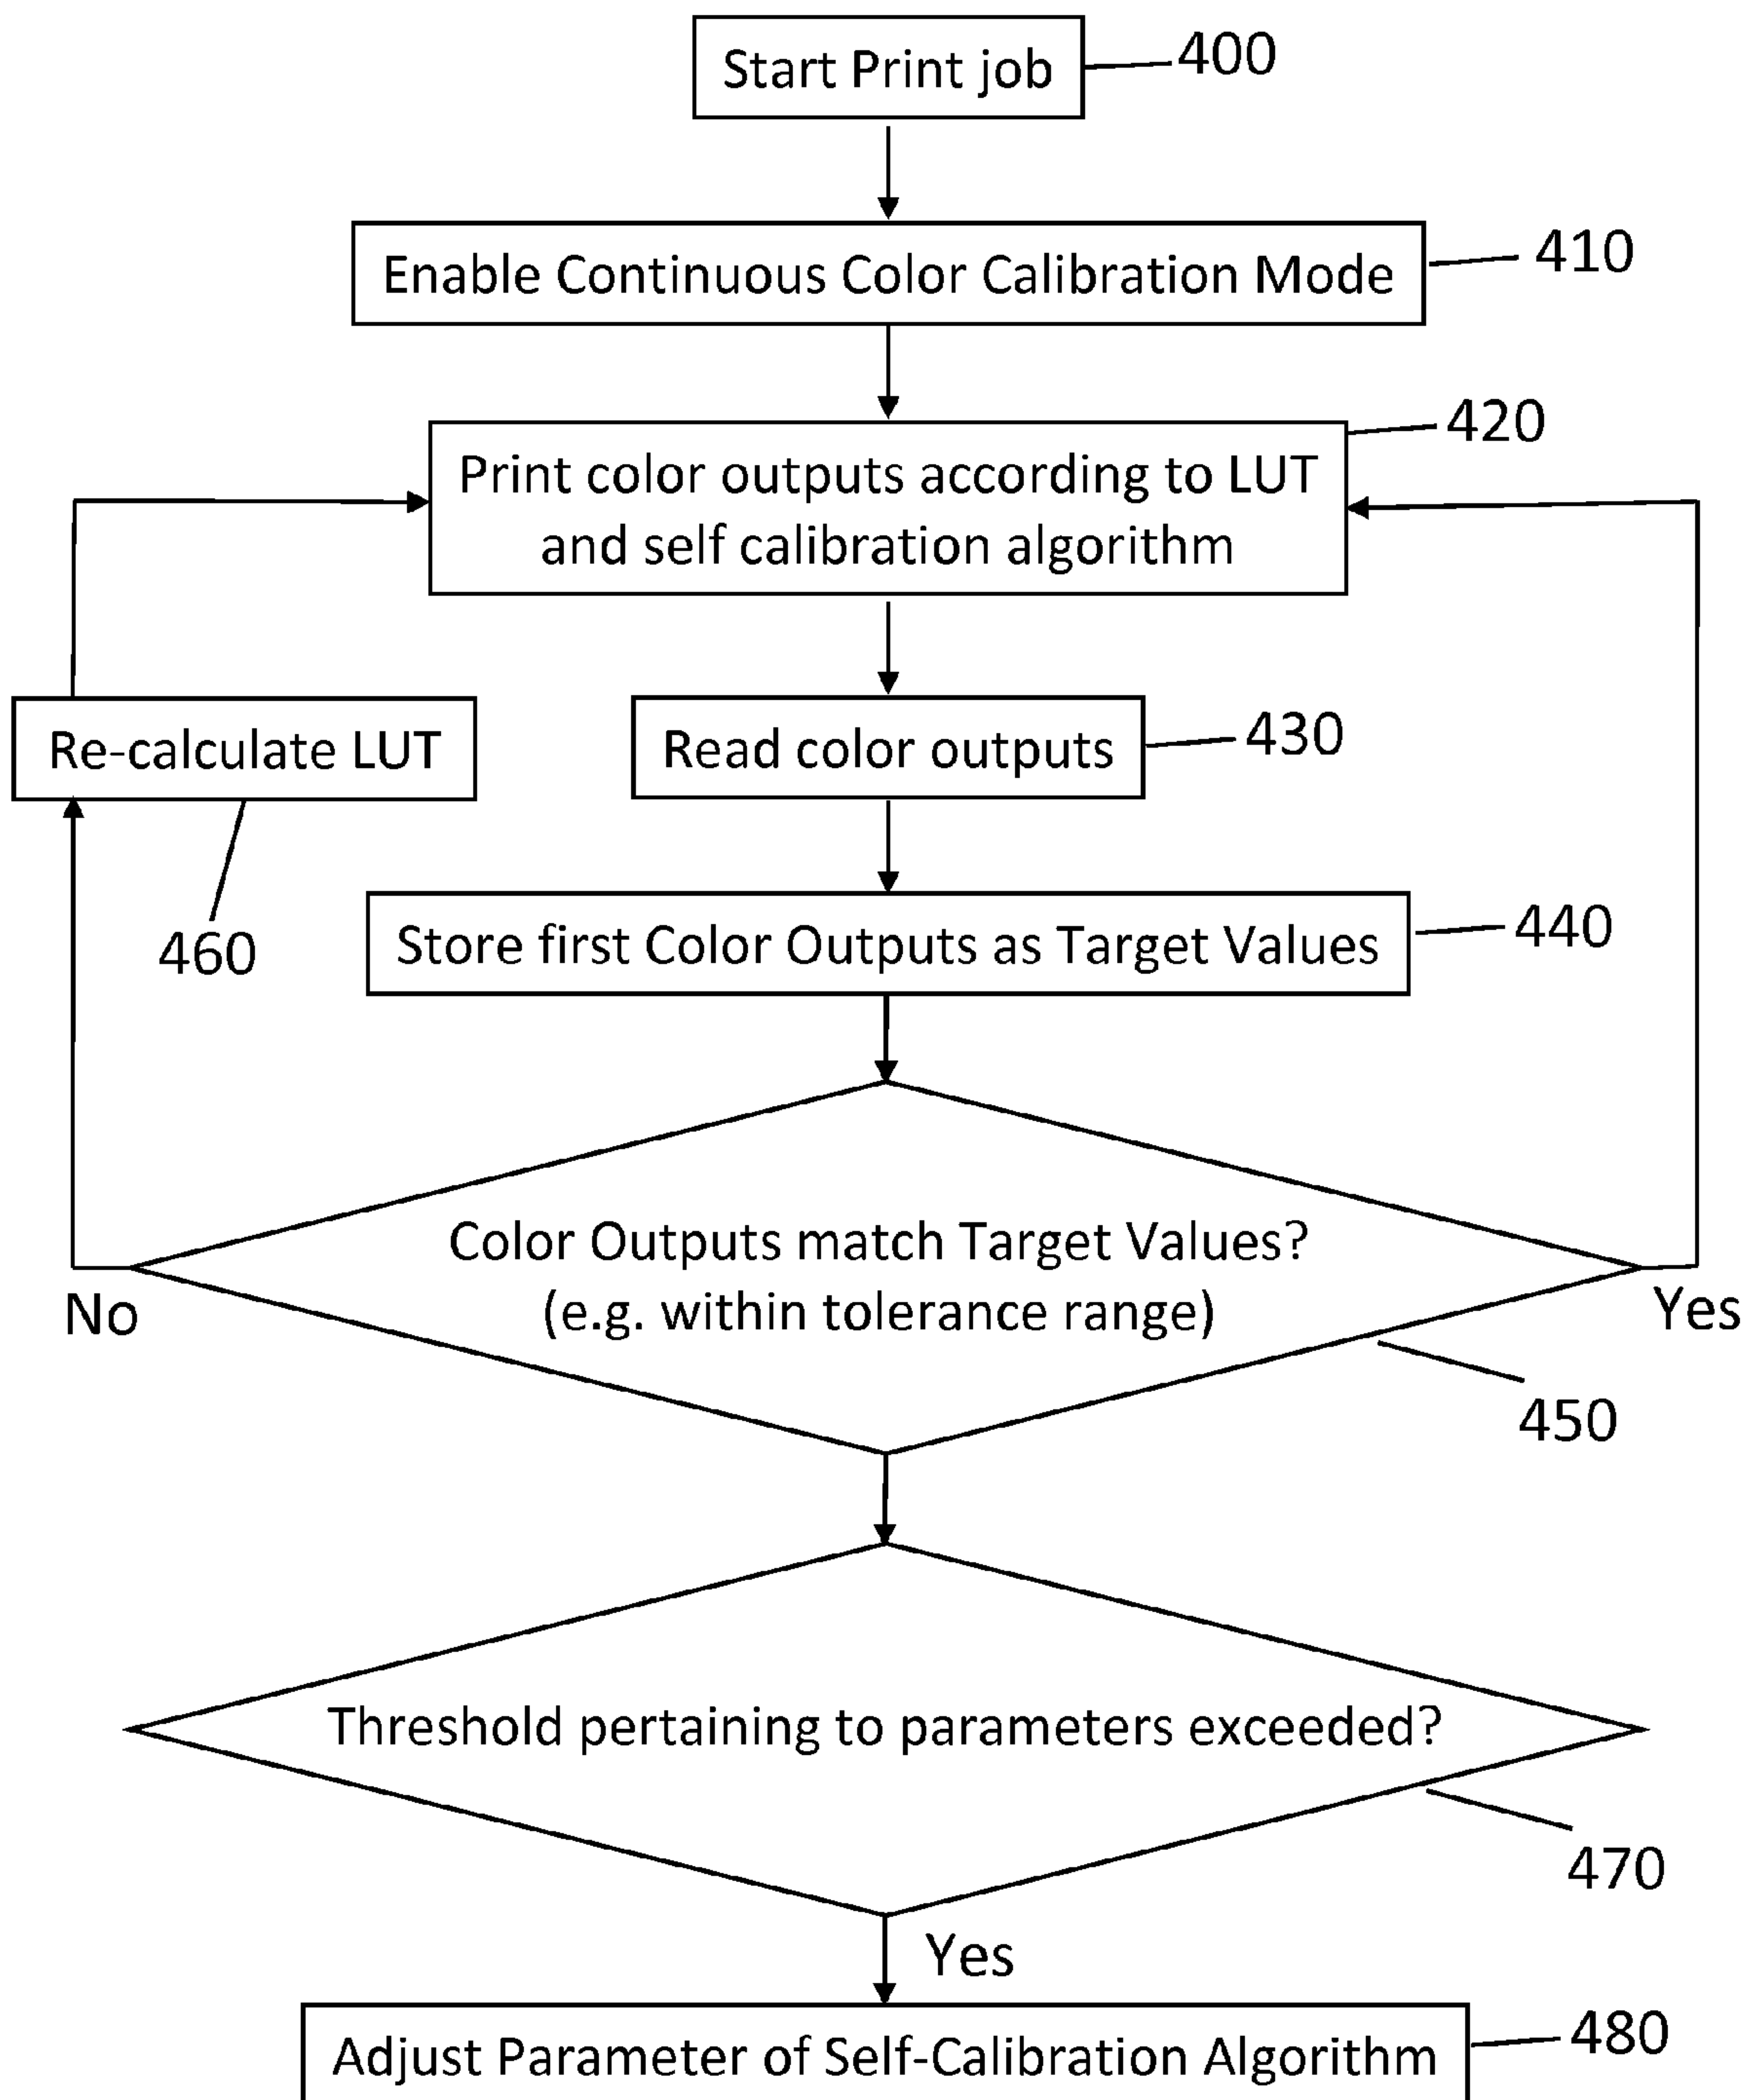 Start Print job
400
Enable Continuous Color Calibration Mode
410
420
Print color outputs according to LUT
and self calibration algorithm
Re-calculate LUT
Read color outputs
430
460
Store first Color Outputs as Target Values
440
Color Outputs match Target Values?
(e.g. within tolerance range)
No
Yes
450
Threshold pertaining to parameters exceeded?
470
Yes
Adjust Parameter of Self-Calibration Algorithm
480